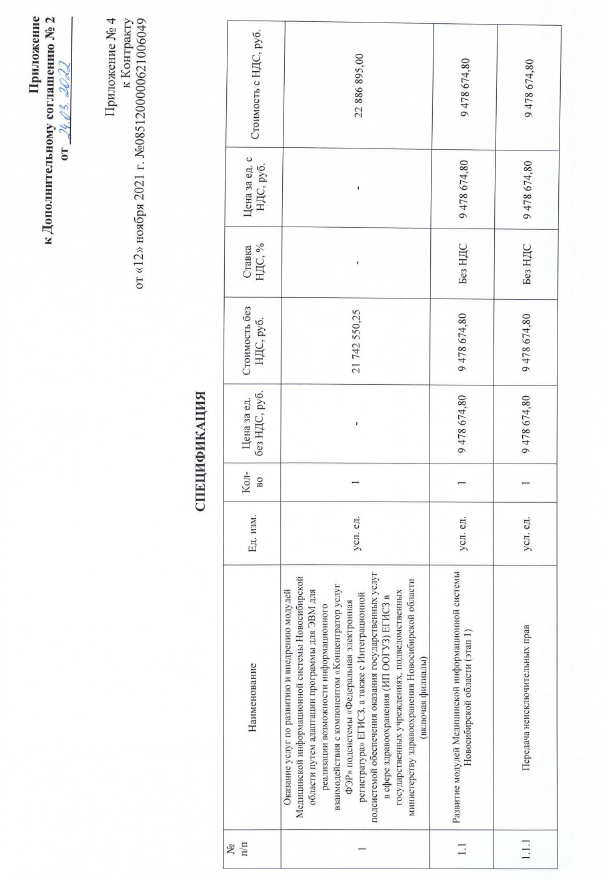 Приложение
к Дополнительному соглашению № 2
от 24.03.2022
Приложение № 4
к Контракту
от «12» ноября 2021 г. №08512000000621006049
СПЕЦИФИКАЦИЯ
№
п/п
Наименование
Ед. изм.
Кол-
во
Цена за ед.
без НДС, руб.
Стоимость без
НДС, руб.
Ставка
НДС, %
Цена за ед. с
НДС, руб.
Стоимость с НДС, руб.
1
Оказание услуг по развитию и внедрению модулей
Медицинской информационной системы Новосибирской
области путем адаптации программы для ЭВМ для
реализации возможности информационного
взаимодействия с компонентом «Концентратор услуг
ФЭР» подсистемы «Федеральная электронная
регистратура» ЕГИСЗ, а также с Интеграционной
подсистемой обеспечения оказания государственных услуг
в сфере здравоохранения (ИП ООГУЗ) ЕГИСЗ в
государственных учреждениях, подведомственных
министерству здравоохранения Новосибирской области
(включая филиалы)
усл. ед.
1
-
21 742 550,25
-
-
22 886 895,00
1.1
Развитие модулей Медицинской информационной системы
Новосибирской области (этап 1)
усл. ед.
1
9 478 674,80
9 478 674,80
Без НДС
9 478 674,80
9 478 674,80
1.1.1
Передача неисключительных прав
усл. ед.
1
9 478 674,80
9 478 674,80
Без НДС
9 478 674,80
9 478 674,80